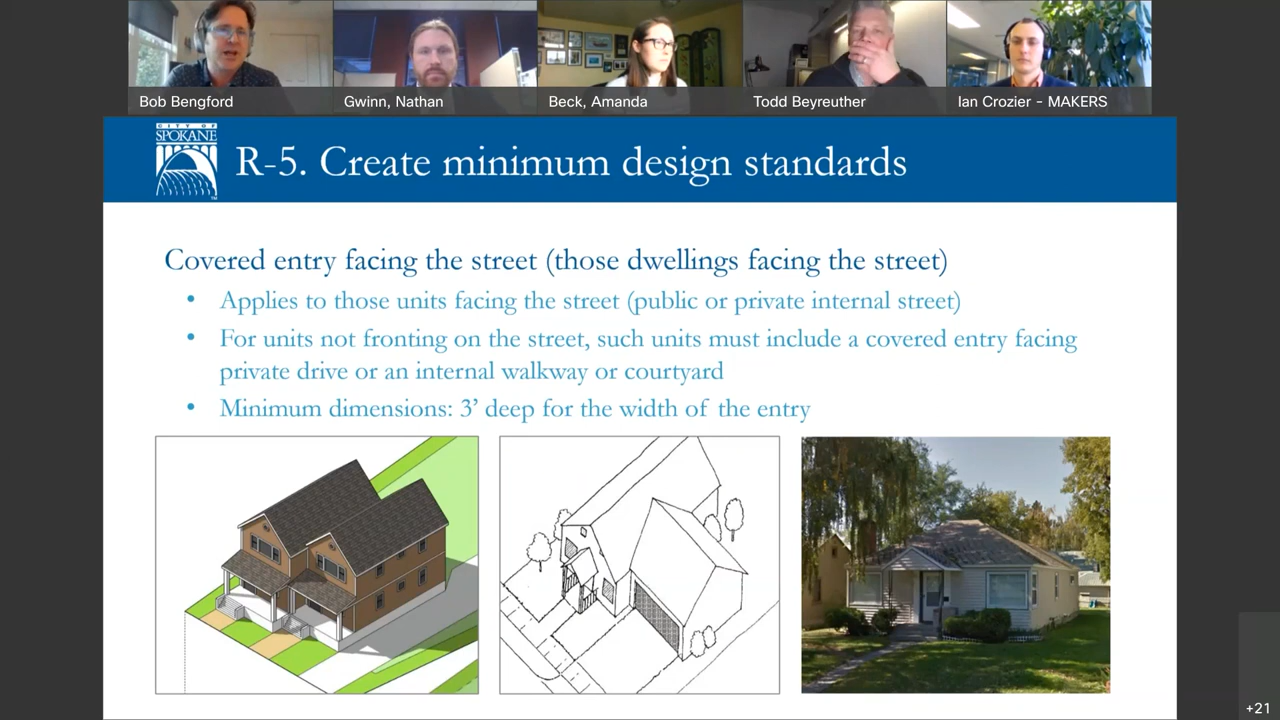 Bob Bengford
Gwinn, Nathan
Beck, Amanda
Todd Beyreuther
Ian Crozier - MAKERS
CITY OF
SPOKANE
TM
R-5. Create minimum design standards
Covered entry facing the street (those dwellings facing the street)
• Applies to those units facing the street (public or private internal street)
• For units not fronting on the street, such units must include a covered entry facing
private drive or an internal walkway or courtyard
• Minimum dimensions: 3’ deep for the width of the entry
+21